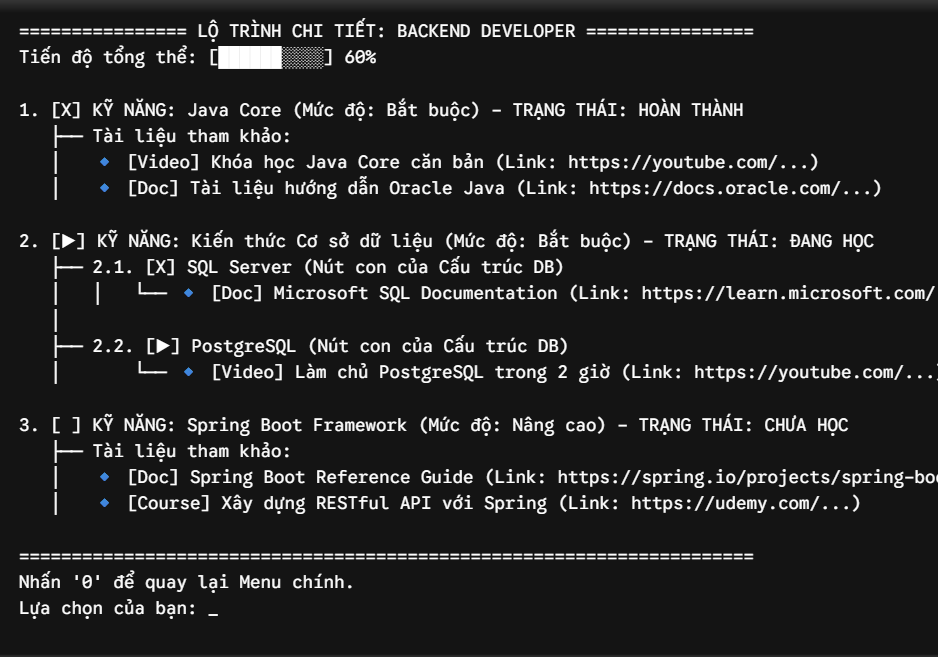 ================ LỘ TRÌNH CHI TIẾT: BACKEND DEVELOPER ================
Tiến độ tổng thể: [██████░░░░] 60%
1. [X] KỸ NĂNG: Java Core (Mức độ: Bắt buộc) - TRẠNG THÁI: HOÀN THÀNH
├── Tài liệu tham khảo:
│ 🔹 [Video] Khóa học Java Core căn bản (Link: https://youtube.com/...)
│ 🔹 [Doc] Tài liệu hướng dẫn Oracle Java (Link: https://docs.oracle.com/...)
2. [▶] KỸ NĂNG: Kiến thức Cơ sở dữ liệu (Mức độ: Bắt buộc) - TRẠNG THÁI: ĐANG HỌC
├── 2.1. [X] SQL Server (Nút con của Cấu trúc DB)
│ │ └── 🔹 [Doc] Microsoft SQL Documentation (Link: https://learn.microsoft.com/
│
├── 2.2. [▶] PostgreSQL (Nút con của Cấu trúc DB)
│ └── 🔹 [Video] Làm chủ PostgreSQL trong 2 giờ (Link: https://youtube.com/...)
3. [ ] KỸ NĂNG: Spring Boot Framework (Mức độ: Nâng cao) - TRẠNG THÁI: CHƯA HỌC
├── Tài liệu tham khảo:
│ 🔹 [Doc] Spring Boot Reference Guide (Link: https://spring.io/projects/spring-boo
│ 🔹 [Course] Xây dựng RESTful API với Spring (Link: https://udemy.com/...)
======================================================================
Nhấn '0' để quay lại Menu chính.
Lựa chọn của bạn: _